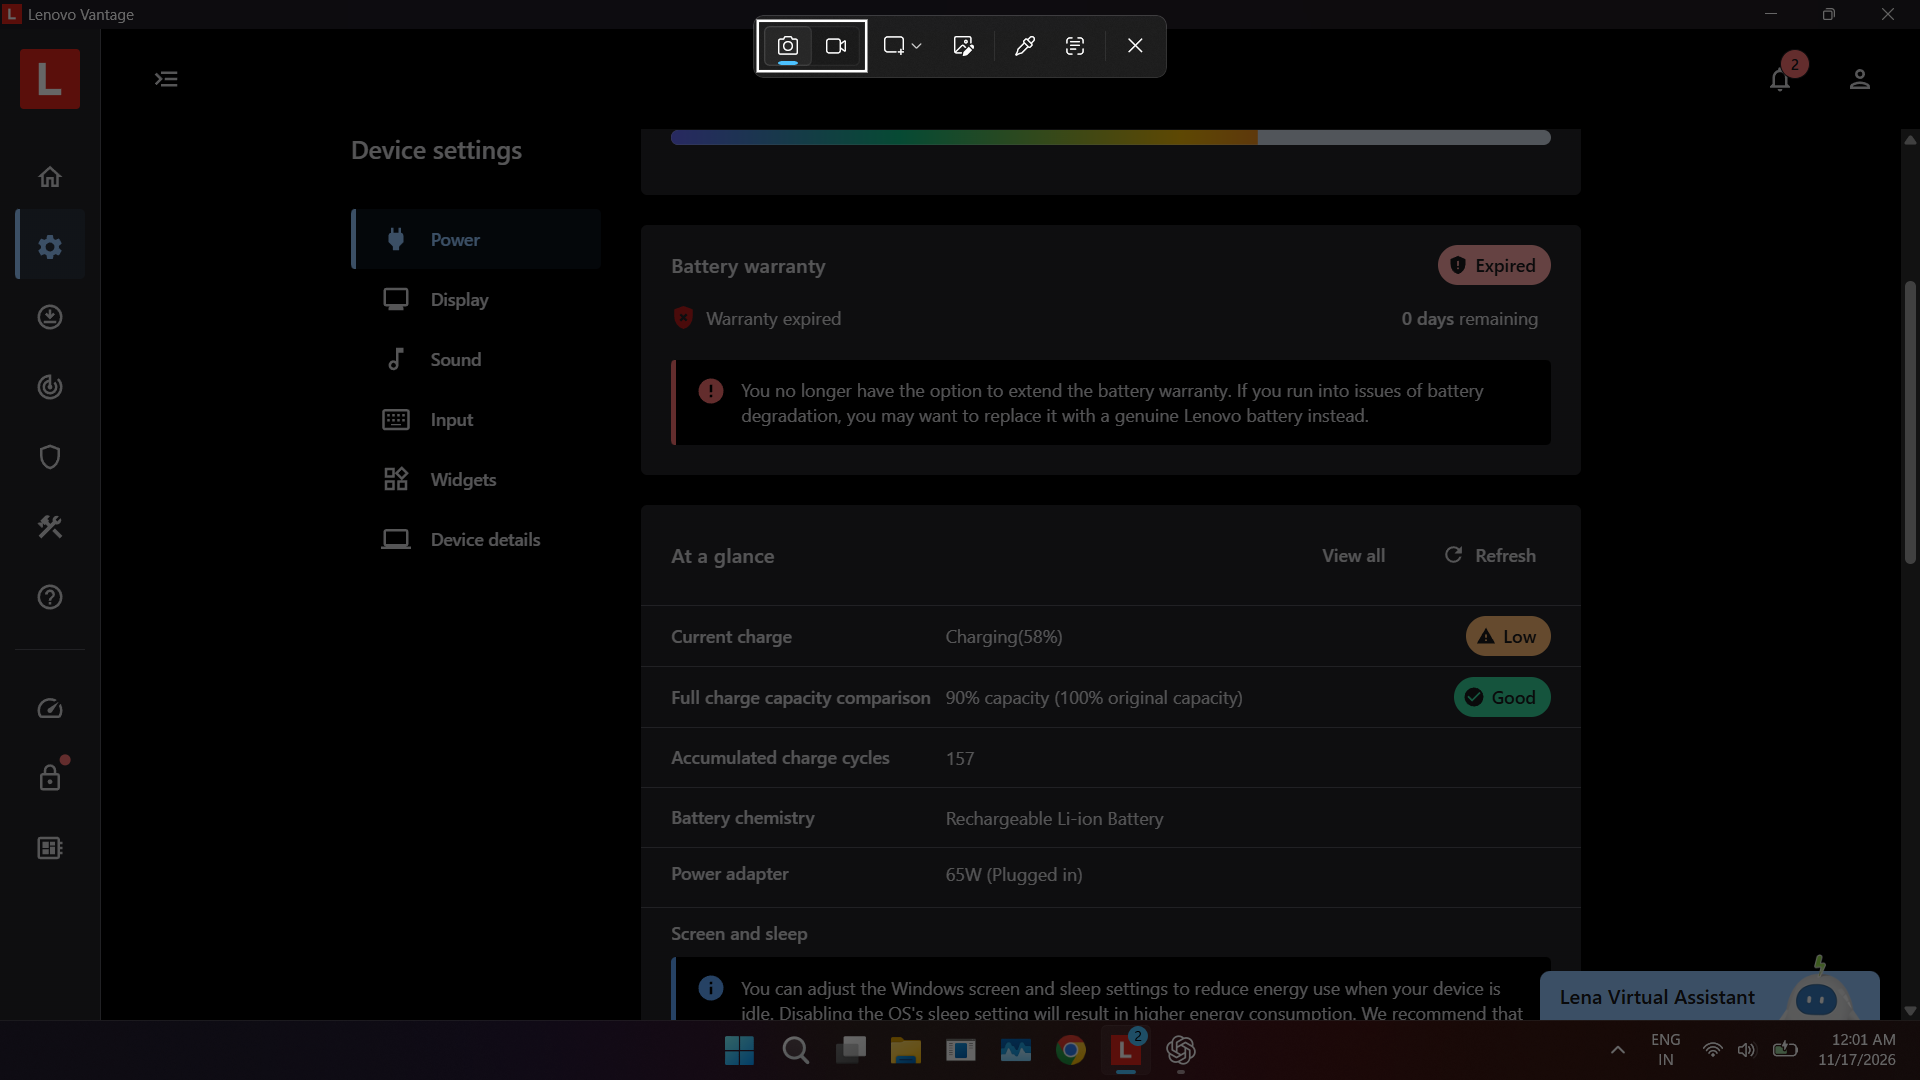 L Lenovo Vantage
L
2
Device settings
Power
Display
Sound
Input
Widgets
Device details
Battery warranty
Expired
Warranty expired
0 days remaining
You no longer have the option to extend the battery warranty. If you run into issues of battery
degradation, you may want to replace it with a genuine Lenovo battery instead.
At a glance
View all
Refresh
Current charge
Charging(58%)
Low
Full charge capacity comparison
90% capacity (100% original capacity)
Good
Accumulated charge cycles
157
Battery chemistry
Rechargeable Li-ion Battery
Power adapter
65W (Plugged in)
Screen and sleep
You can adjust the Windows screen and sleep settings to reduce energy use when your device is
idle. Disabling the OS's sleep setting will result in higher energy consumption. We recommend that
Lena Virtual Assistant
L
2
ENG
IN
12:01 AM
11/17/2026